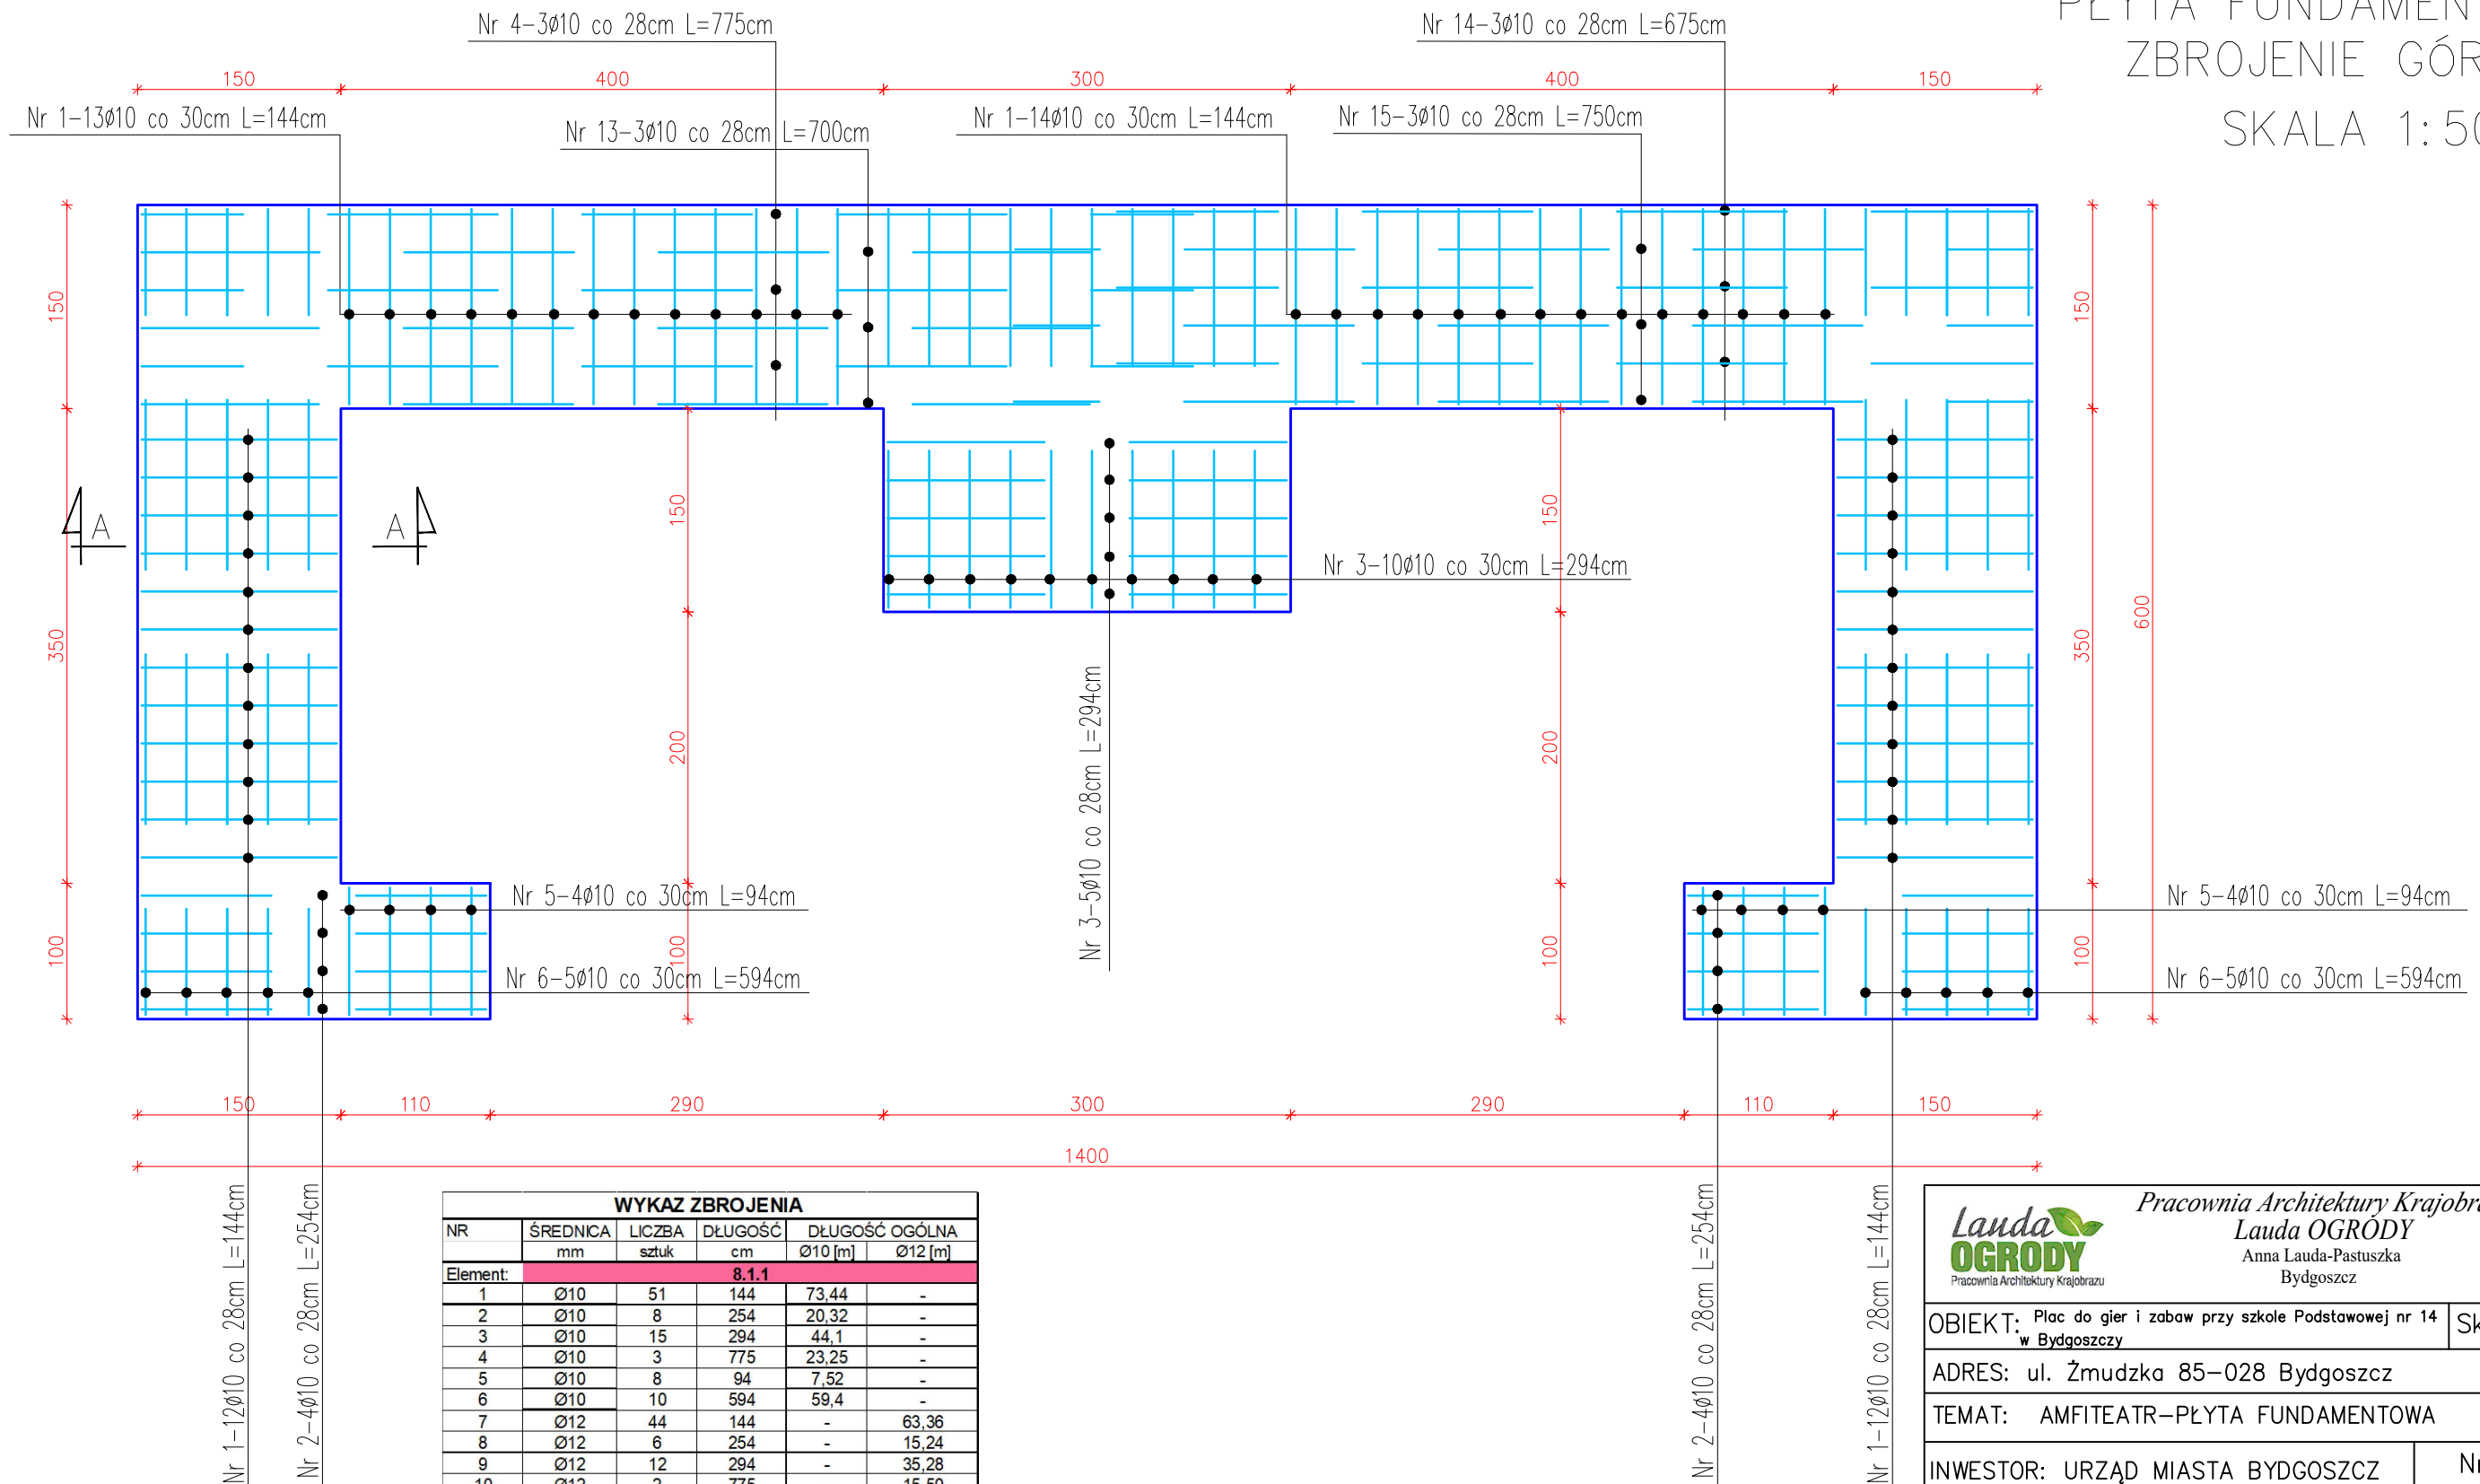 PŁYTA FUNDAMEN
ZBROJENIE GÓR
SKALA 1:50
Nr 4-3ø10 co 28cm L=775cm
Nr 14-3ø10 co 28cm L=675cm
150
400
300
400
150
Nr 1-13ø10 co 30cm L=144cm
Nr 13-3ø10 co 28cm L=700cm
Nr 1-14ø10 co 30cm L=144cm
Nr 15-3ø10 co 28cm L=750cm
150
350
100
A
A
150
200
100
150
200
100
150
350
100
600
Nr 3-10ø10 co 30cm L=294cm
Nr 3-5ø10 co 28cm L=294cm
Nr 5-4ø10 co 30cm L=94cm
Nr 6-5ø10 co 30cm L=594cm
Nr 5-4ø10 co 30cm L=94cm
Nr 6-5ø10 co 30cm L=594cm
150
110
290
300
290
110
150
1400
Nr 1-12ø10 co 28cm L=144cm
Nr 2-4ø10 co 28cm L=254cm
Nr 2-4ø10 co 28cm L=254cm
Nr 1-12ø10 co 28cm L=144cm
WYKAZ ZBROJENIA
NR ŚREDNICA LICZBA DŁUGOŚĆ DŁUGOŚĆ OGÓLNA
mm sztuk cm Ø10 [m] Ø12 [m]
Element: 8.1.1
1 Ø10 51 144 73,44 -
2 Ø10 8 254 20,32 -
3 Ø10 15 294 44,1 -
4 Ø10 3 775 23,25 -
5 Ø10 8 94 7,52 -
6 Ø10 10 594 59,4 -
7 Ø12 44 144 - 63,36
8 Ø12 6 254 - 15,24
9 Ø12 12 294 - 35,28
10 Ø12 2 775 15,50
Lauda
OGRODY
Pracownia Architektury Krajobrazu
Pracownia Architektury Krajobra
Lauda OGRODY
Anna Lauda-Pastuszka
Bydgoszcz
OBIEKT: Plac do gier i zabaw przy szkole Podstawowej nr 14
w Bydgoszczy
Sk
ADRES: ul. Żmudzka 85-028 Bydgoszcz
TEMAT: AMFITEATR-PŁYTA FUNDAMENTOWA
INWESTOR: URZĄD MIASTA BYDGOSZCZ
Nr